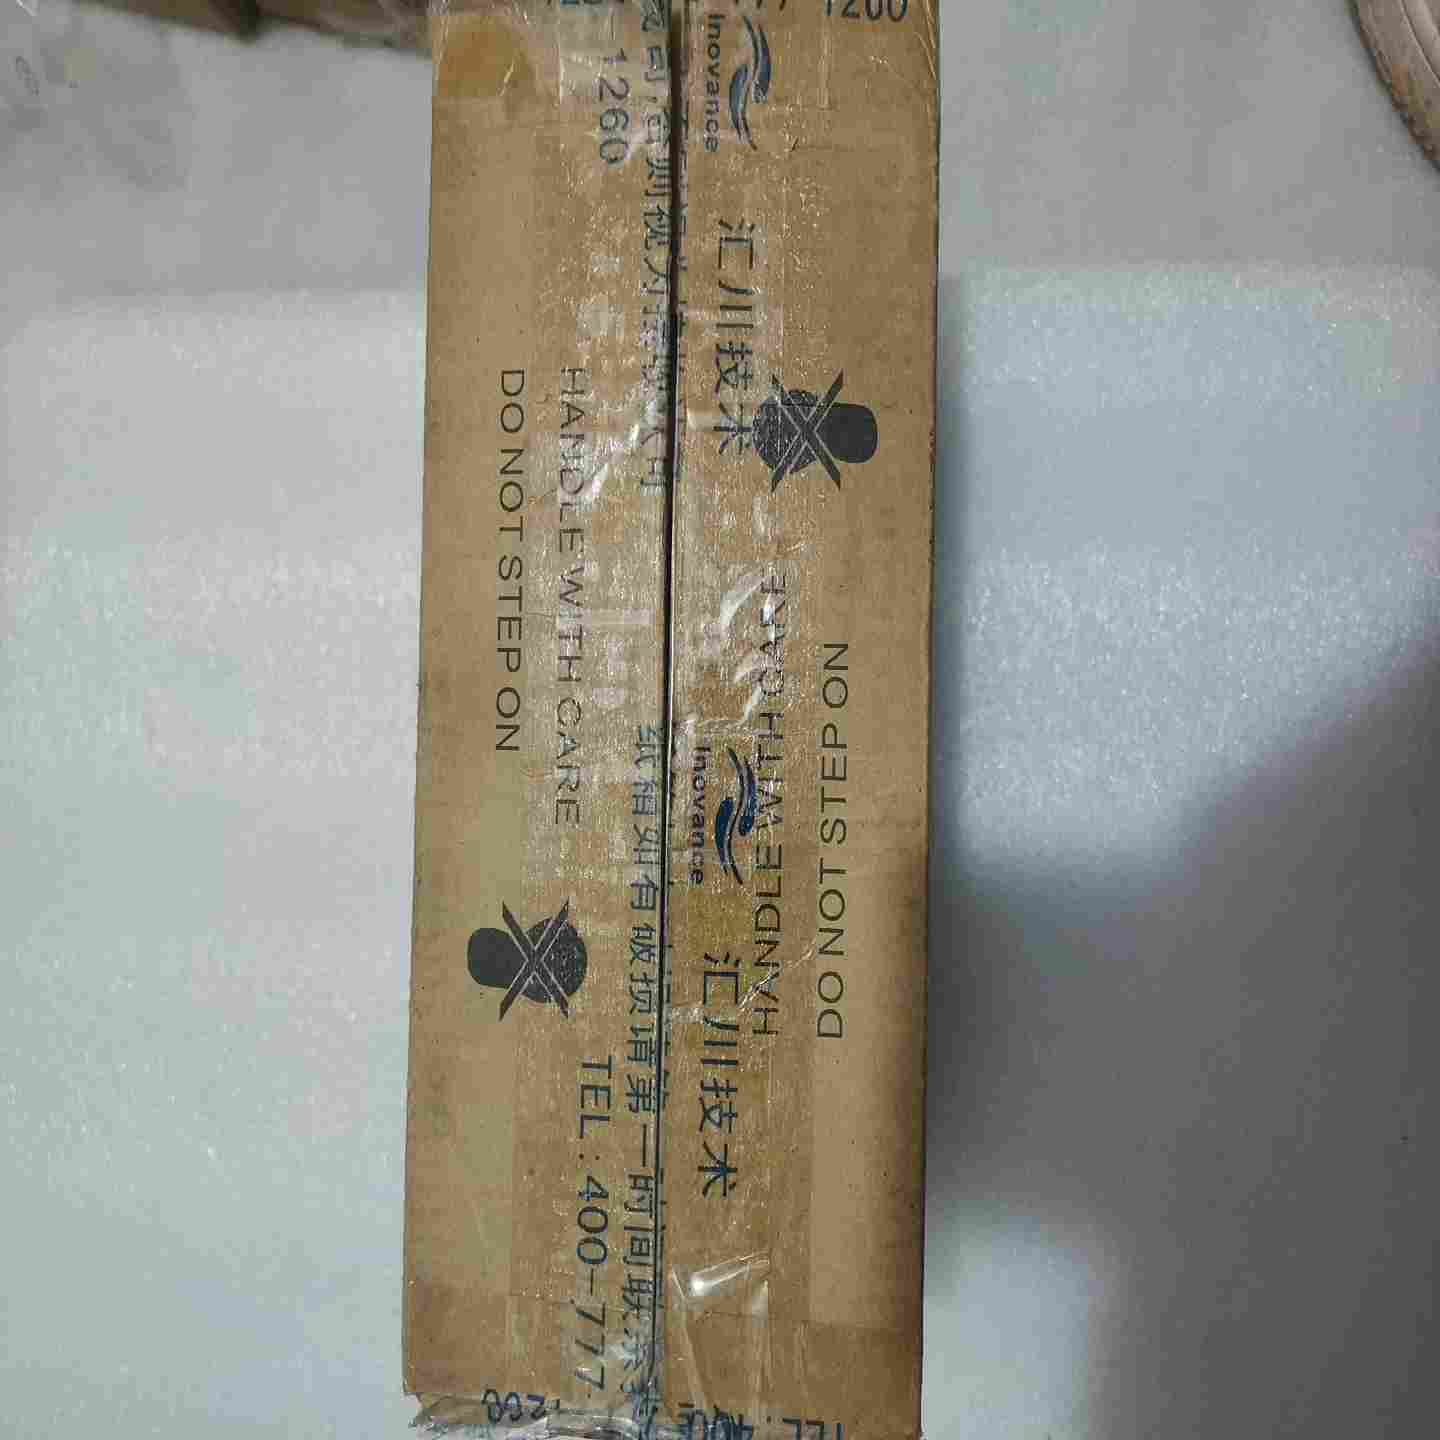 Inovance
汇川技术
-1260
HANDLE WITH CARE
DO NOT STEP ON
Inovance
汇川技术
纸箱如有破损请第一时间联系
TEL:400-777
HANDLE WITH CARE
DO NOT STEP ON